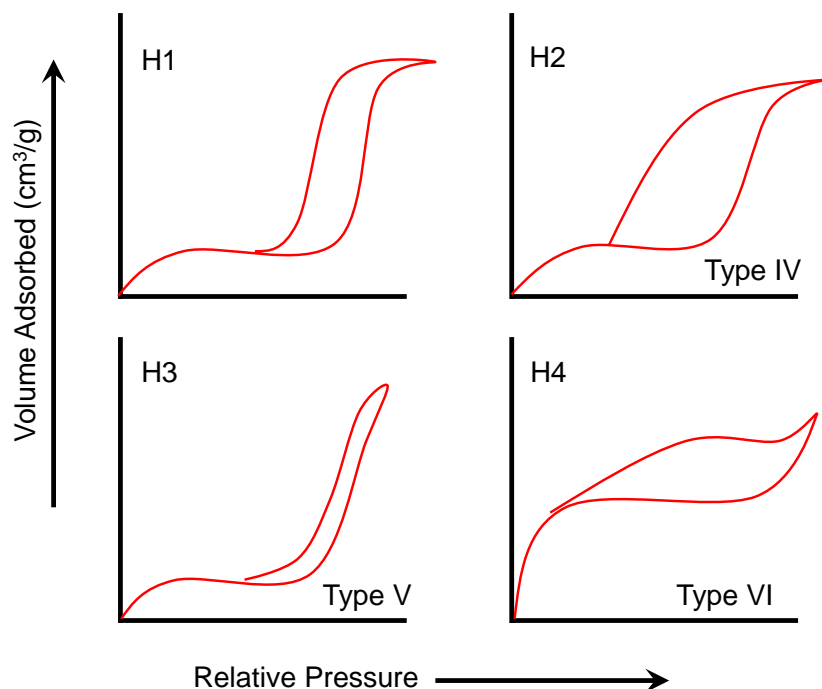 H1
H2
Volume Adsorbed (cm³/g)
Type IV
H3
H4
Type V
Type VI
Relative Pressure